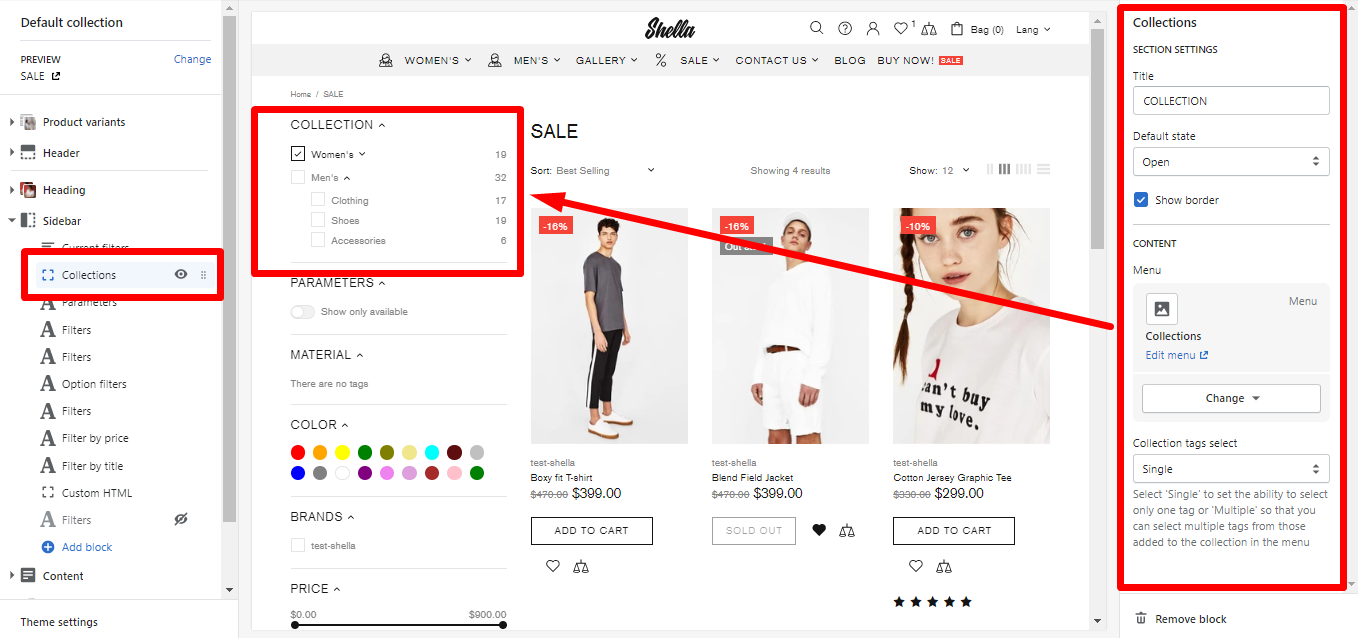 Default collection
PREVIEW
Change
SALE
Product variants
Header
Heading
Sidebar
Current filters
Collections
Parameters
Filters
Filters
Option filters
Filters
Filter by price
Filter by title
Custom HTML
Filters
Add block
Content
Theme settings
Shella
1
Bag (0)
Lang
WOMEN'S
MEN'S
GALLERY
SALE
CONTACT US
BLOG
BUY NOW! SALE
Home / SALE
COLLECTION
Women's 19
Men's 32
Clothing 17
Shoes 19
Accessories 6
PARAMETERS
Show only available
MATERIAL
There are no tags
COLOR
BRANDS
test-shella
PRICE
$0.00 $900.00
SALE
Sort: Best Selling
Showing 4 results
Show: 12
-16%
-16%
-10%
can't buy
my love.
test-shella
Boxy fit T-shirt
$470.00 $399.00
ADD TO CART
test-shella
Blend Field Jacket
$470.00 $399.00
SOLD OUT
test-shella
Cotton Jersey Graphic Tee
$330.00 $299.00
ADD TO CART
Collections
SECTION SETTINGS
Title
COLLECTION
Default state
Open
Show border
CONTENT
Menu
Menu
Collections
Edit menu
Change
Collection tags select
Single
Select 'Single' to set the ability to select
only one tag or 'Multiple' so that you
can select multiple tags from those
added to the collection in the menu
Remove block